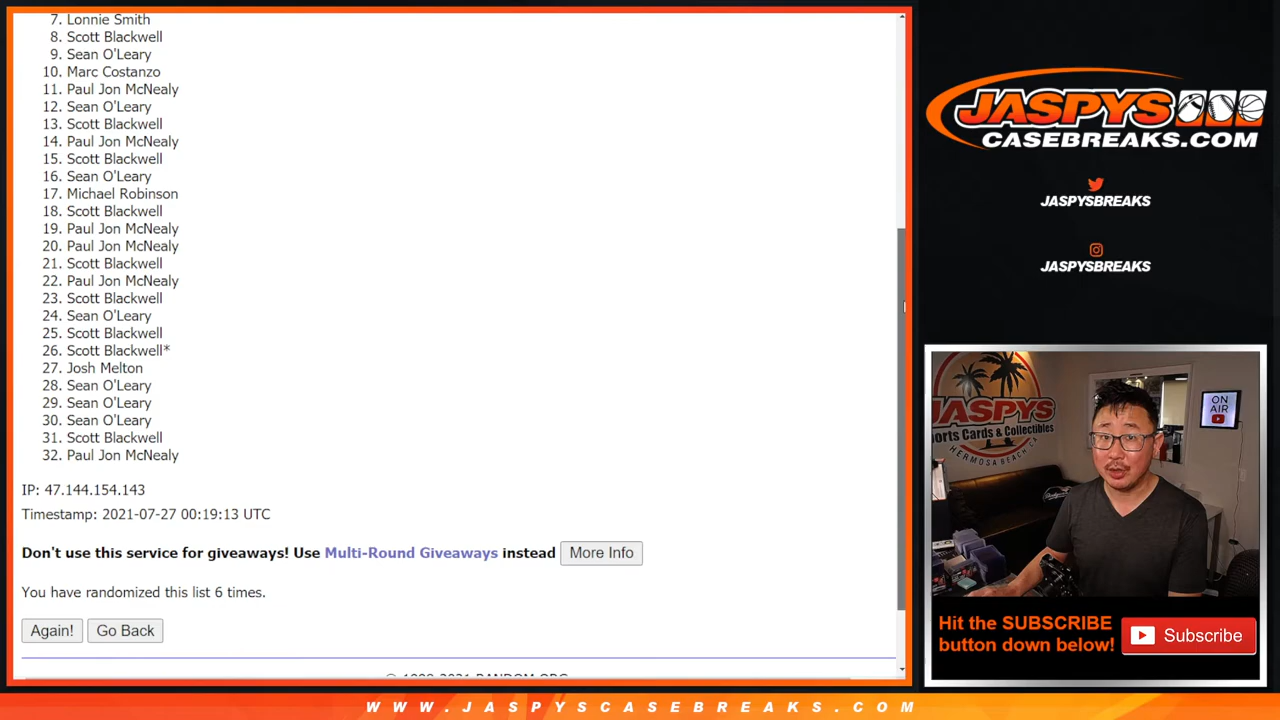 7. Lonnie Smith
8. Scott Blackwell
9. Sean O'Leary
10. Marc Costanzo
11. Paul Jon McNealy
12. Sean O'Leary
13. Scott Blackwell
14. Paul Jon McNealy
15. Scott Blackwell
16. Sean O'Leary
17. Michael Robinson
18. Scott Blackwell
19. Paul Jon McNealy
20. Paul Jon McNealy
21. Scott Blackwell
22. Paul Jon McNealy
23. Scott Blackwell
24. Sean O'Leary
25. Scott Blackwell
26. Scott Blackwell*
27. Josh Melton
28. Sean O'Leary
29. Sean O'Leary
30. Sean O'Leary
31. Scott Blackwell
32. Paul Jon McNealy
IP: 47.144.154.143
Timestamp: 2021-07-27 00:19:13 UTC
Don't use this service for giveaways! Use Multi-Round Giveaways instead More Info
You have randomized this list 6 times.
Again! Go Back
JASPYS
CASEBREAKS.COM
JASPYSBREAKS
JASPYSBREAKS
JASPYS
Sports Cards & Collectibles
HERMOSA BEACH CA
ON
AIR
Hit the SUBSCRIBE
button down below!
Subscribe
WWW.JASPYSCASEBREAKS.COM